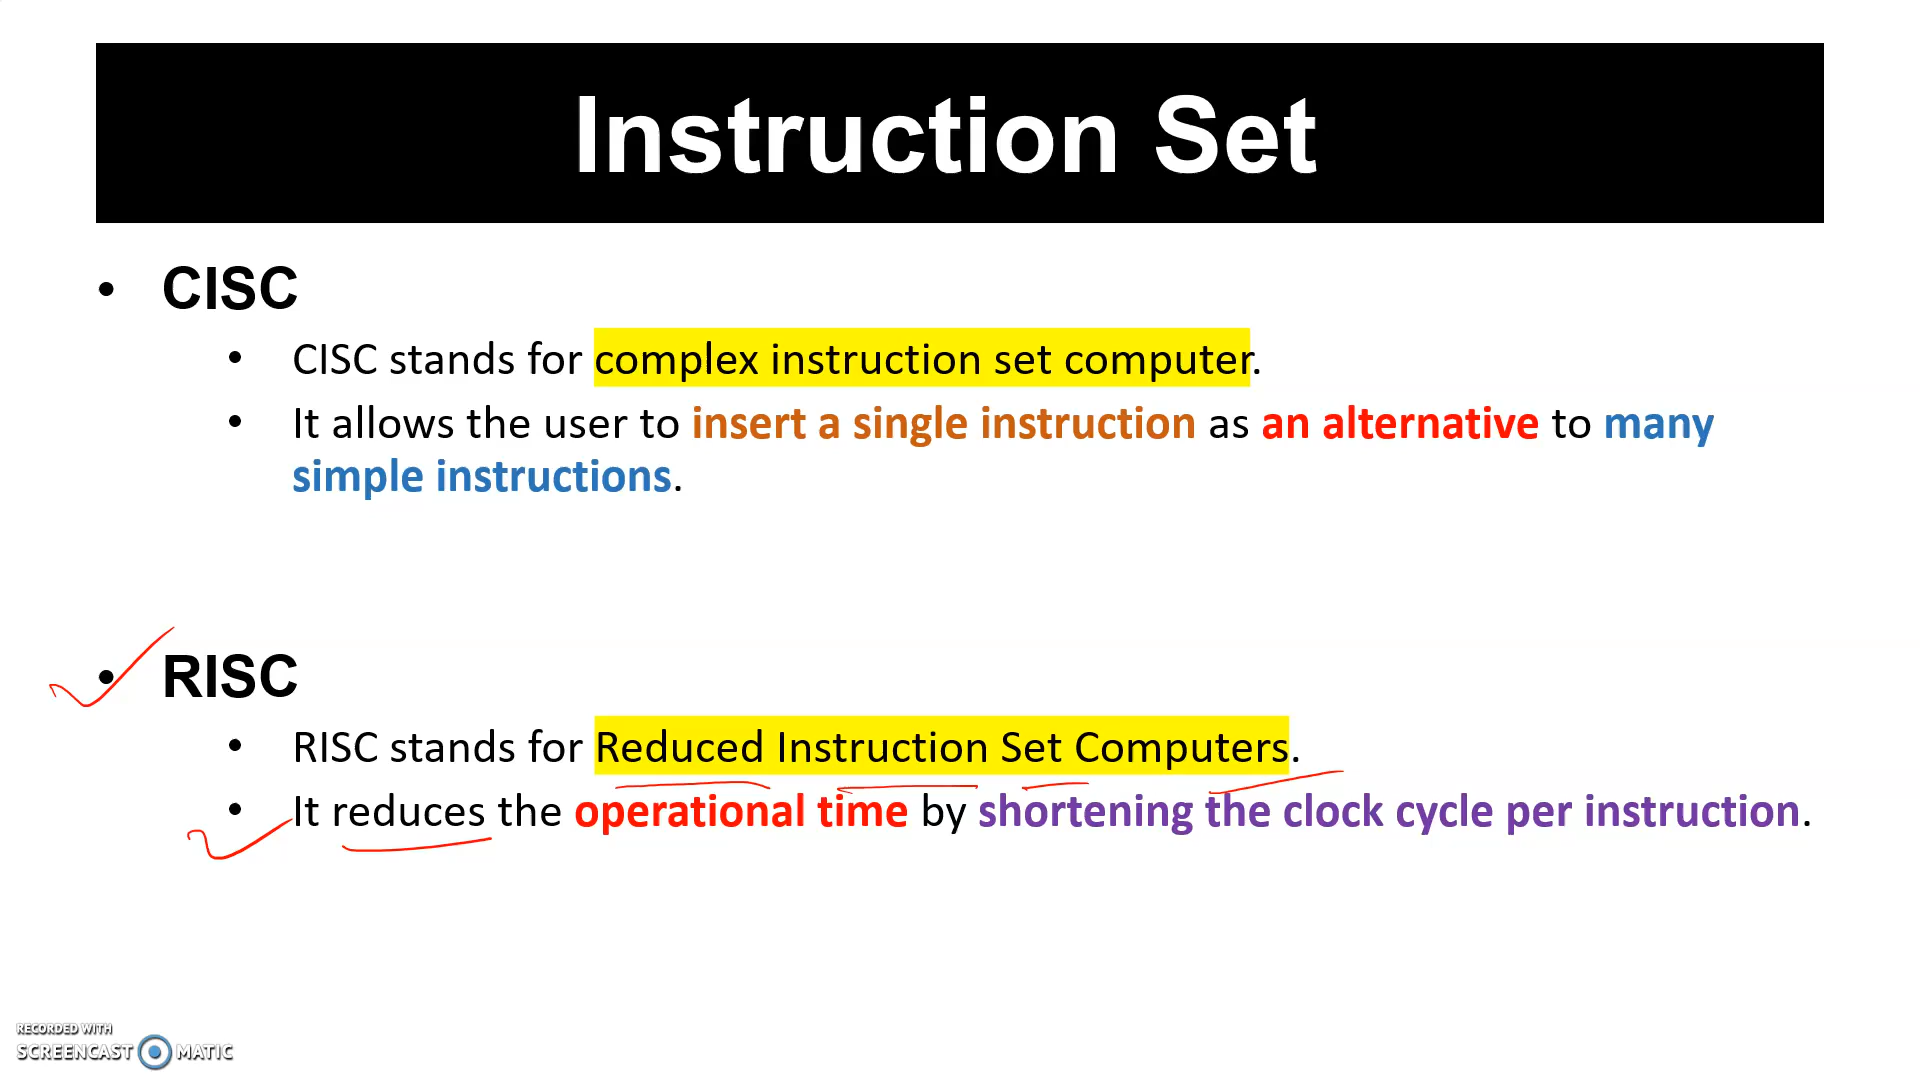 Instruction Set
• CISC
• CISC stands for complex instruction set computer.
• It allows the user to insert a single instruction as an alternative to many
simple instructions.
• RISC
• RISC stands for Reduced Instruction Set Computers.
• It reduces the operational time by shortening the clock cycle per instruction.
RECORDED WITH
SCREENCAST MATIC